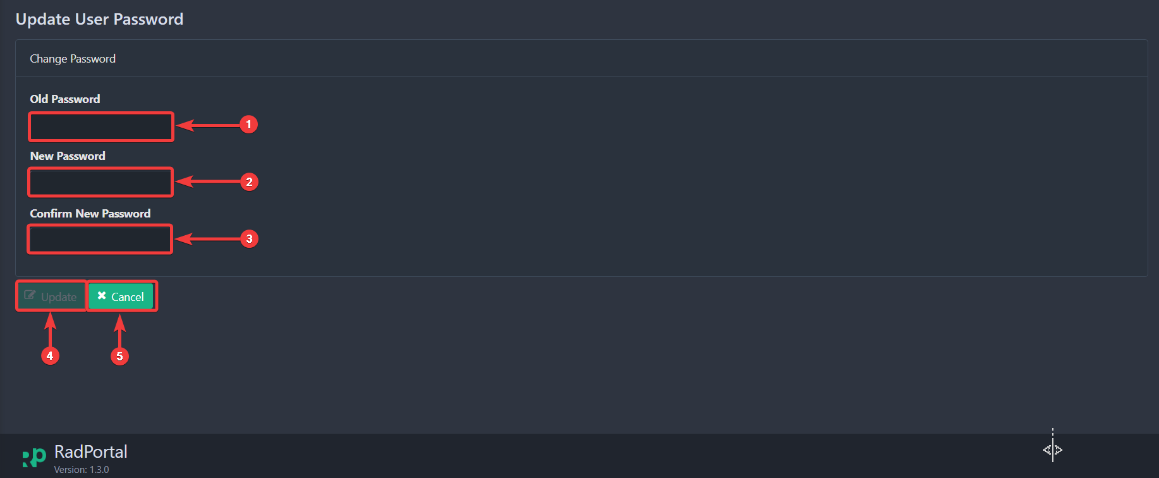 Update User Password
Change Password
Old Password
1
New Password
2
Confirm New Password
3
Update
Cancel
4
5
RP
RadPortal
Version: 1.3.0